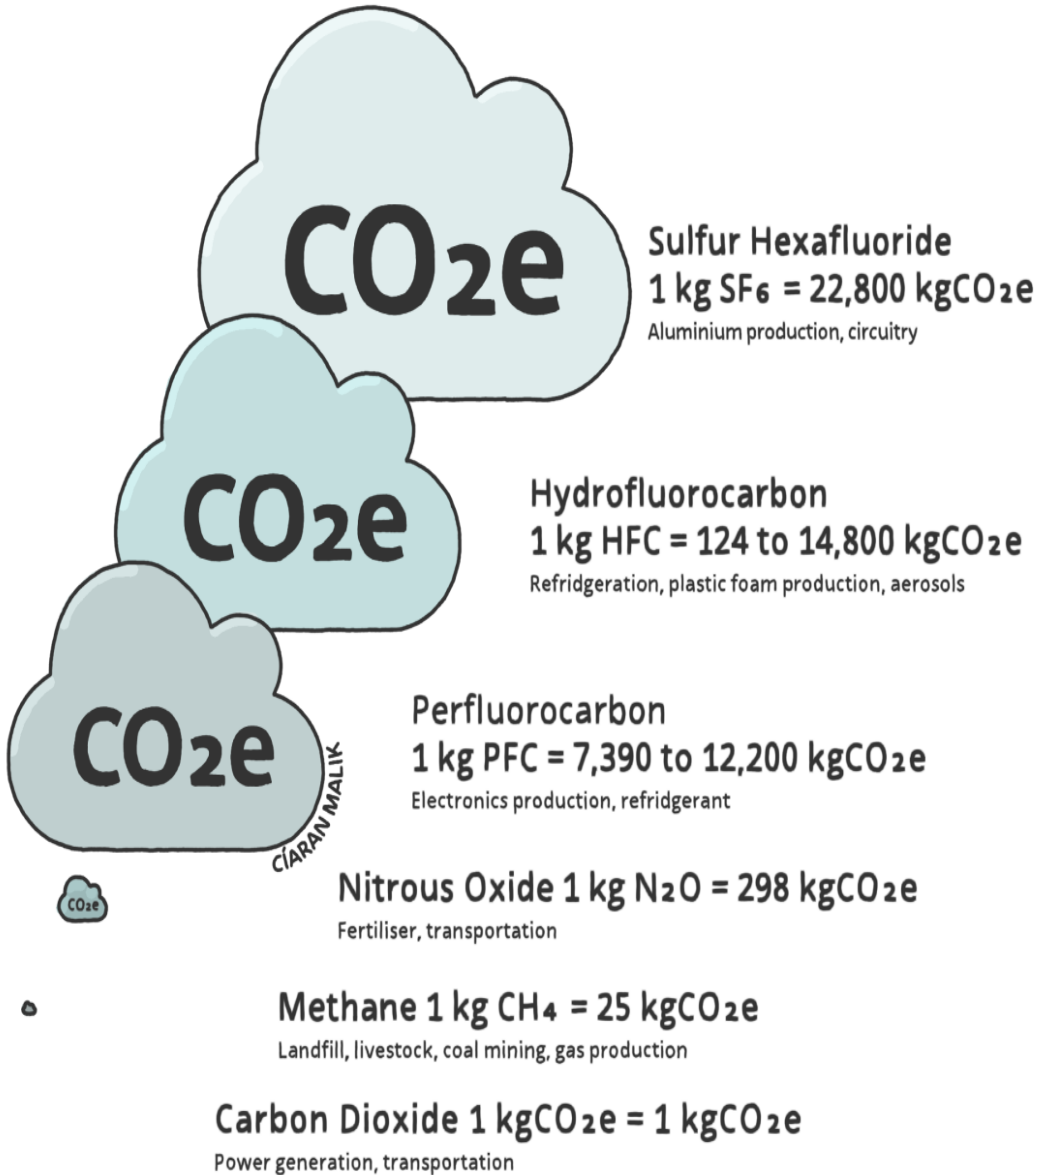 CO₂e
Sulfur Hexafluoride
1 kg SF₆ = 22,800 kgCO₂e
Aluminium production, circuitry
CO₂e
Hydrofluorocarbon
1 kg HFC = 124 to 14,800 kgCO₂e
Refridgeration, plastic foam production, aerosols
CO₂e
Perfluorocarbon
1 kg PFC = 7,390 to 12,200 kgCO₂e
Electronics production, refridgerant
CÍARAN MALIK
CO₂e
Nitrous Oxide 1 kg N₂O = 298 kgCO₂e
Fertiliser, transportation
Methane 1 kg CH₄ = 25 kgCO₂e
Landfill, livestock, coal mining, gas production
Carbon Dioxide 1 kgCO₂e = 1 kgCO₂e
Power generation, transportation